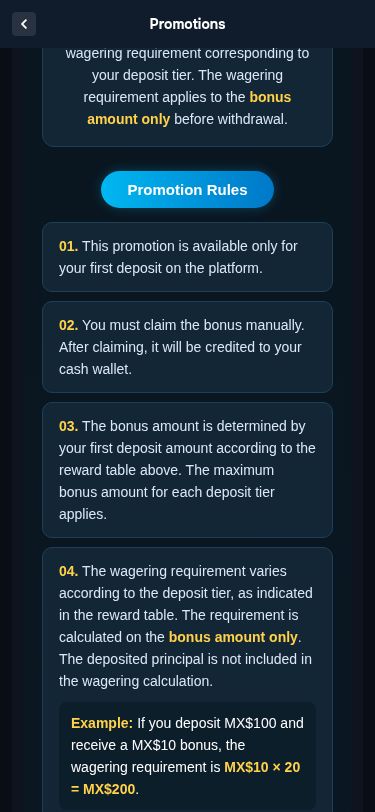 Promotions
wagering requirement corresponding to
your deposit tier. The wagering
requirement applies to the bonus
amount only before withdrawal.
Promotion Rules
01. This promotion is available only for
your first deposit on the platform.
02. You must claim the bonus manually.
After claiming, it will be credited to your
cash wallet.
03. The bonus amount is determined by
your first deposit amount according to the
reward table above. The maximum
bonus amount for each deposit tier
applies.
04. The wagering requirement varies
according to the deposit tier, as indicated
in the reward table. The requirement is
calculated on the bonus amount only.
The deposited principal is not included in
the wagering calculation.
Example: If you deposit MX$100 and
receive a MX$10 bonus, the
wagering requirement is MX$10 × 20
= MX$200.